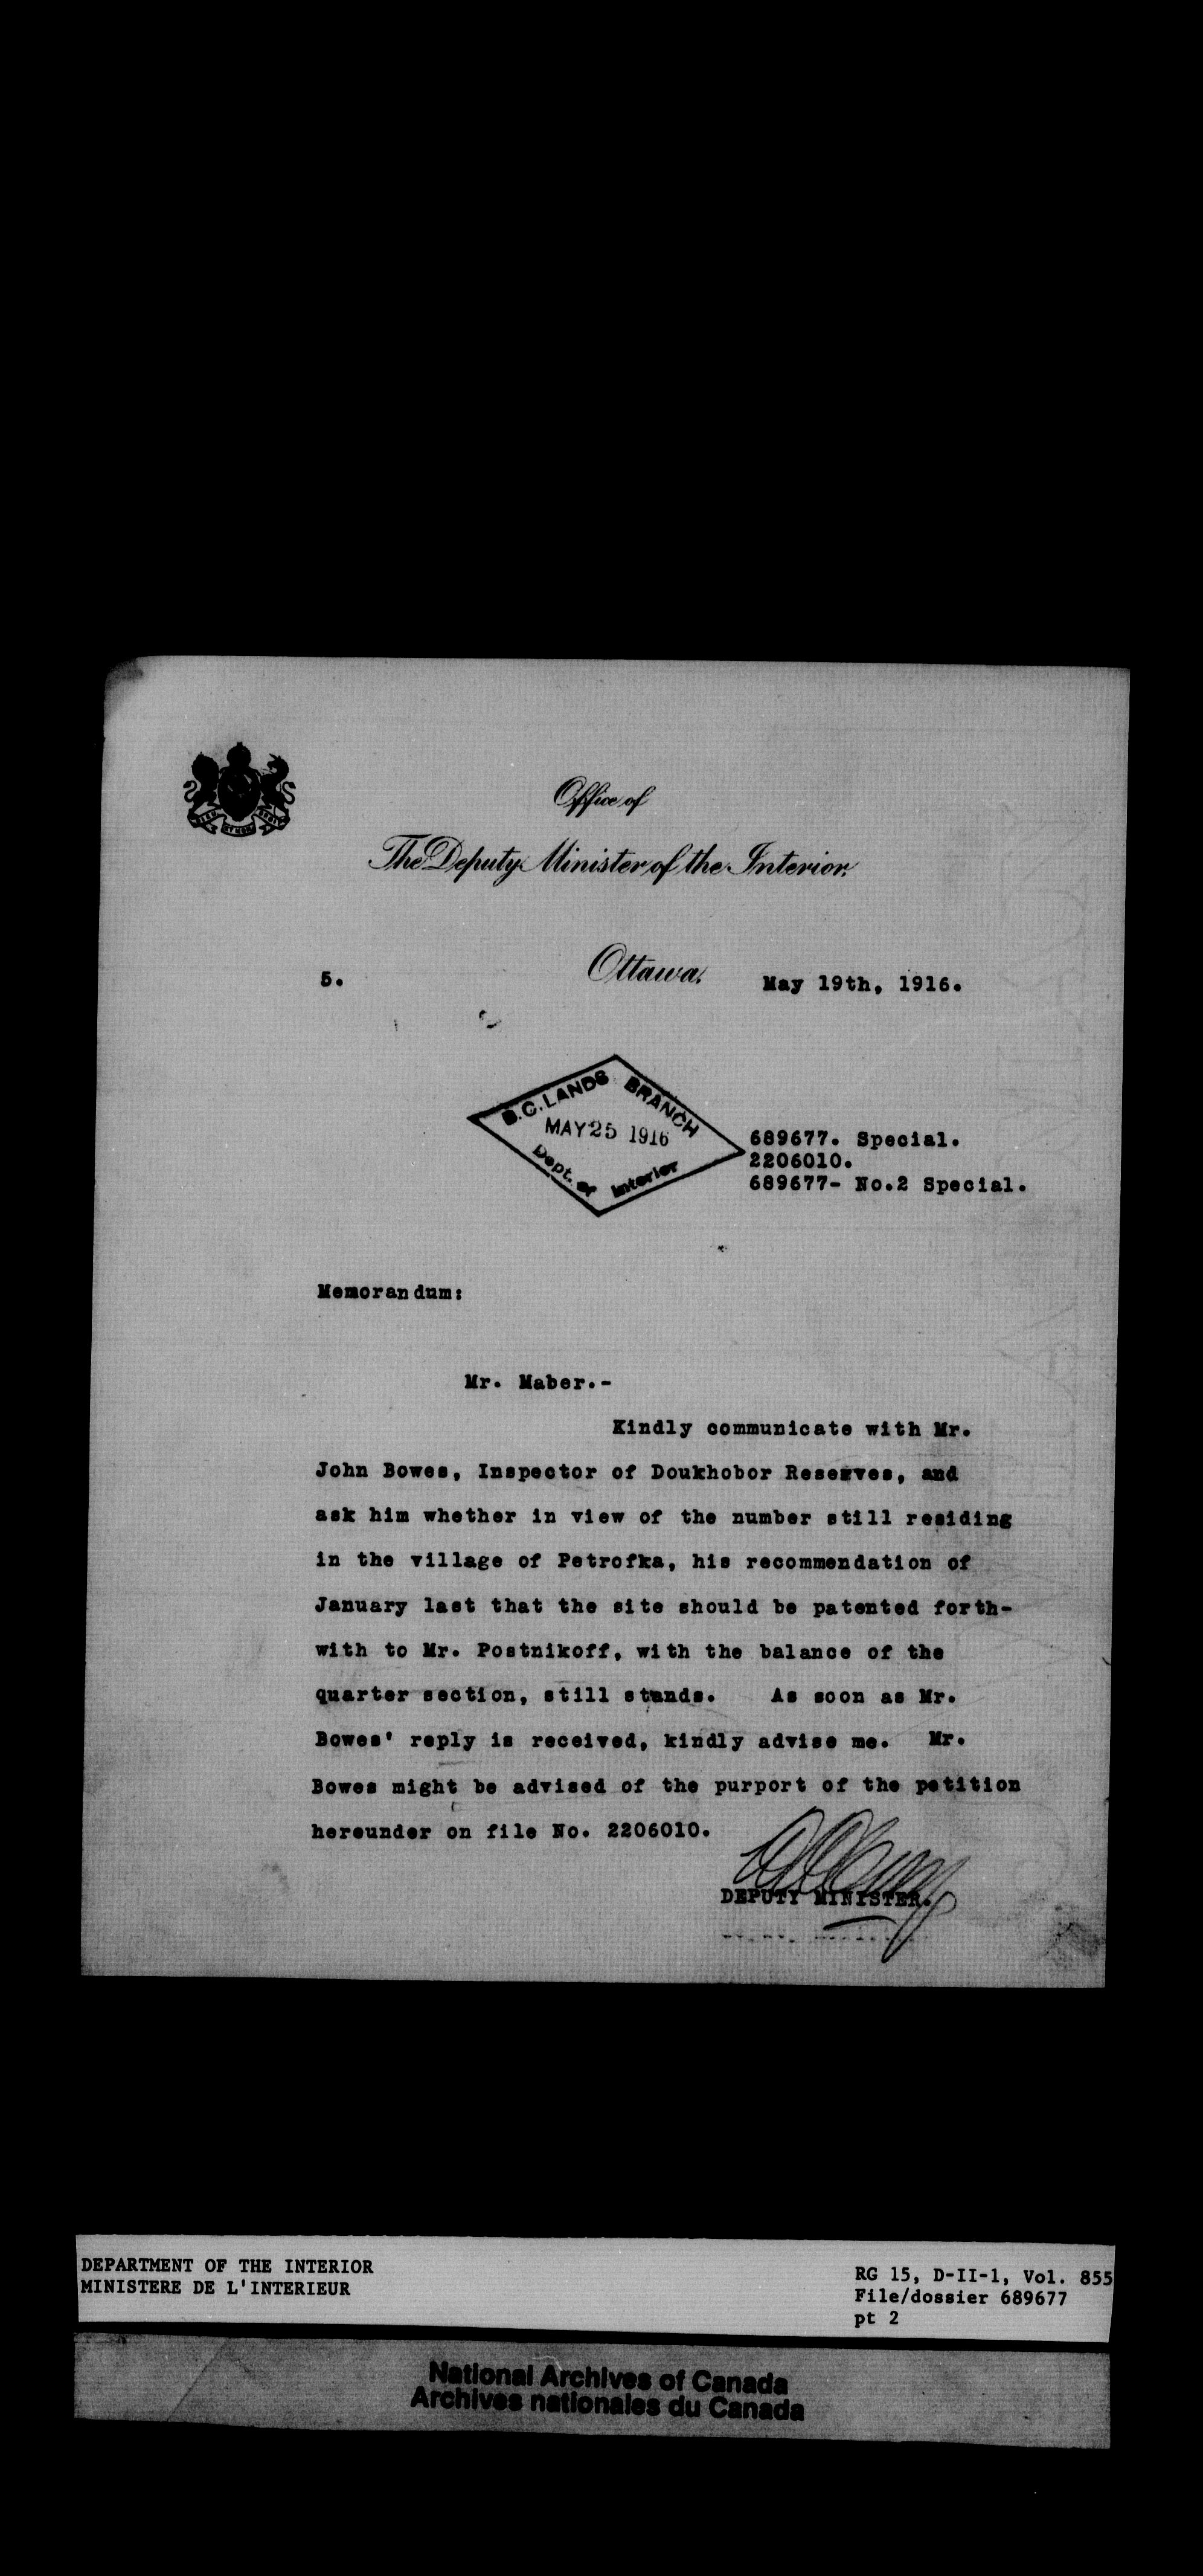 Office of
The Deputy Minister of the Interior.
5.
Ottawa, May 19th, 1916.
B.C. LANDS BRANCH
MAY 25 1916
Dept. of Interior
689677. Special.
2206010.
689677- No.2 Special.
Memorandum:
Mr. Maber.-
Kindly communicate with Mr.
John Bowes, Inspector of Doukhobor Reserves, and
ask him whether in view of the number still residing
in the village of Petrofka, his recommendation of
January last that the site should be patented forth-
with to Mr. Postnikoff, with the balance of the
quarter section, still stands. As soon as Mr.
Bowes' reply is received, kindly advise me. Mr.
Bowes might be advised of the purport of the petition
hereunder on file No. 2206010.
DEPUTY MINISTER.
DEPARTMENT OF THE INTERIOR
MINISTERE DE L'INTERIEUR
RG 15, D-II-1, Vol. 855
File/dossier 689677
pt 2
National Archives of Canada
Archives nationales du Canada